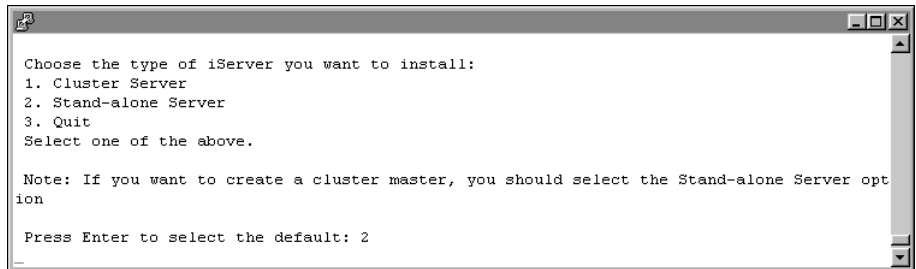 Choose the type of iServer you want to install:
1. Cluster Server
2. Stand-alone Server
3. Quit
Select one of the above.
Note: If you want to create a cluster master, you should select the Stand-alone Server opt
ion
Press Enter to select the default: 2